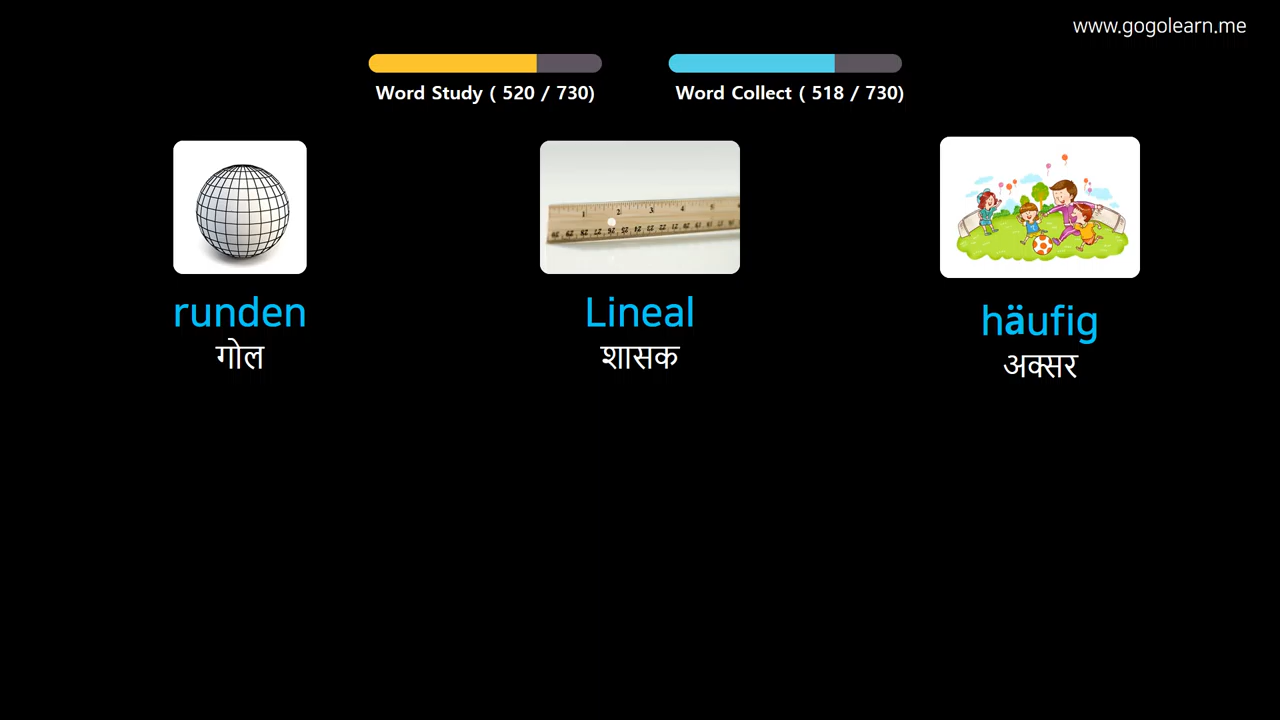 www.gogolearn.me
Word Study ( 520 / 730)
Word Collect ( 518 / 730)
runden
गोल
Lineal
शासक
häufig
अक्सर